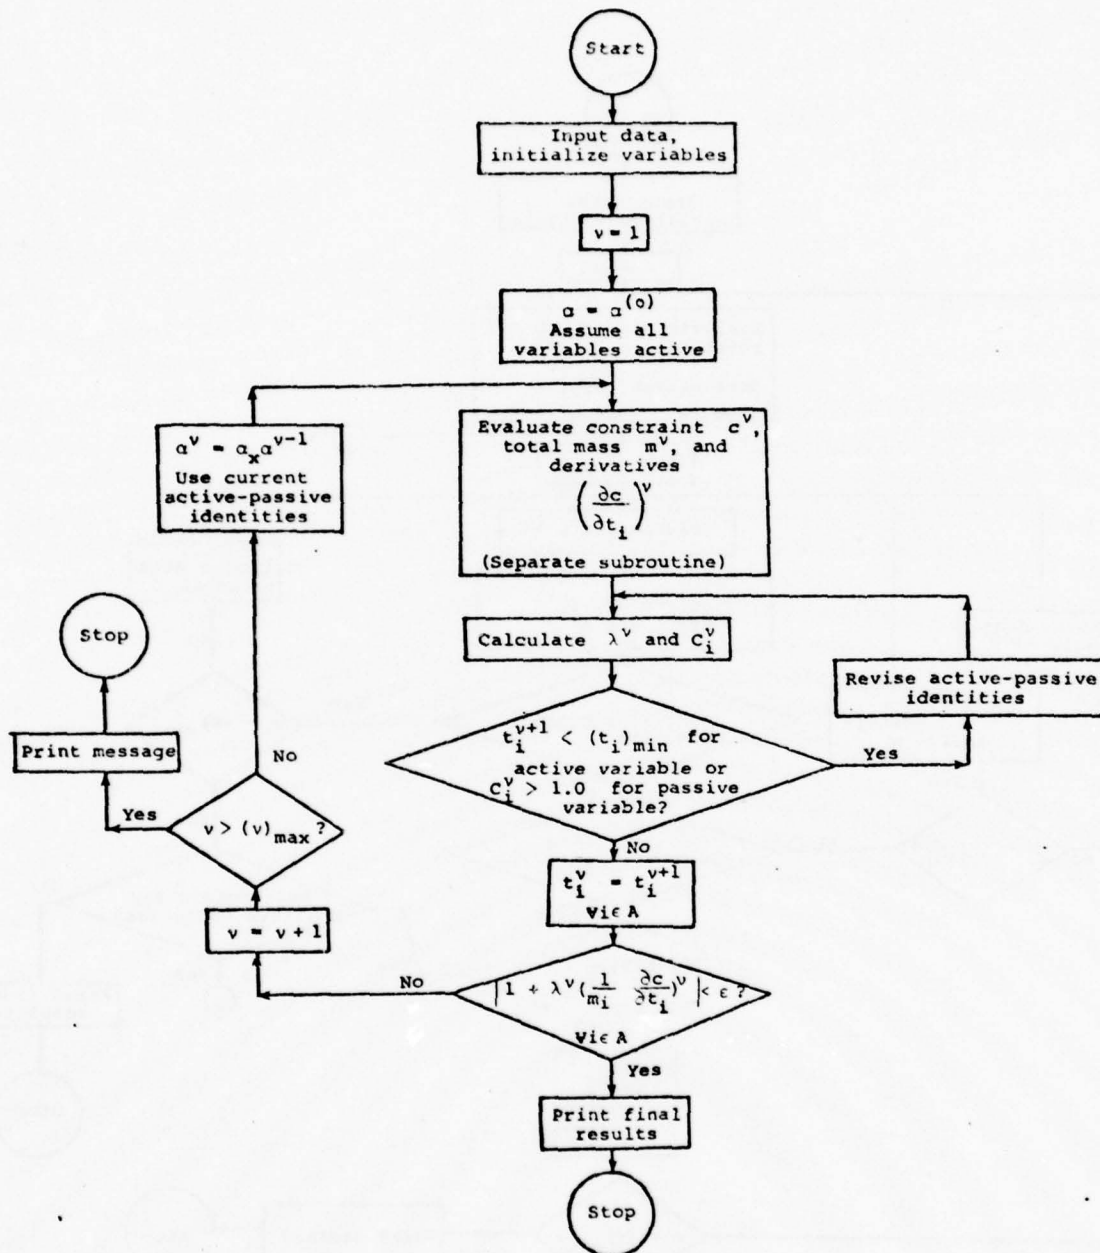 Start
Input data,
initialize variables
ν = 1
α = α^(o)
Assume all
variables active
Evaluate constraint c^ν,
total mass m^ν, and
derivatives
(∂c/∂t_i)^ν
(Separate subroutine)
Calculate λ^ν and C_i^ν
Revise active-passive
identities
t_i^ν+1 < (t_i)_min for
active variable or
C_i^ν > 1.0 for passive
variable?
Yes
No
t_i^ν = t_i^ν+1
∀iϵA
|1 + λ^ν(1/m_i ∂c/∂t_i)^ν| < ϵ?
∀iϵA
No
Yes
Print final
results
Stop
ν = ν + 1
ν > (ν)_max?
Yes
No
Print message
Stop
α^ν = α_x α^ν-1
Use current
active-passive
identities